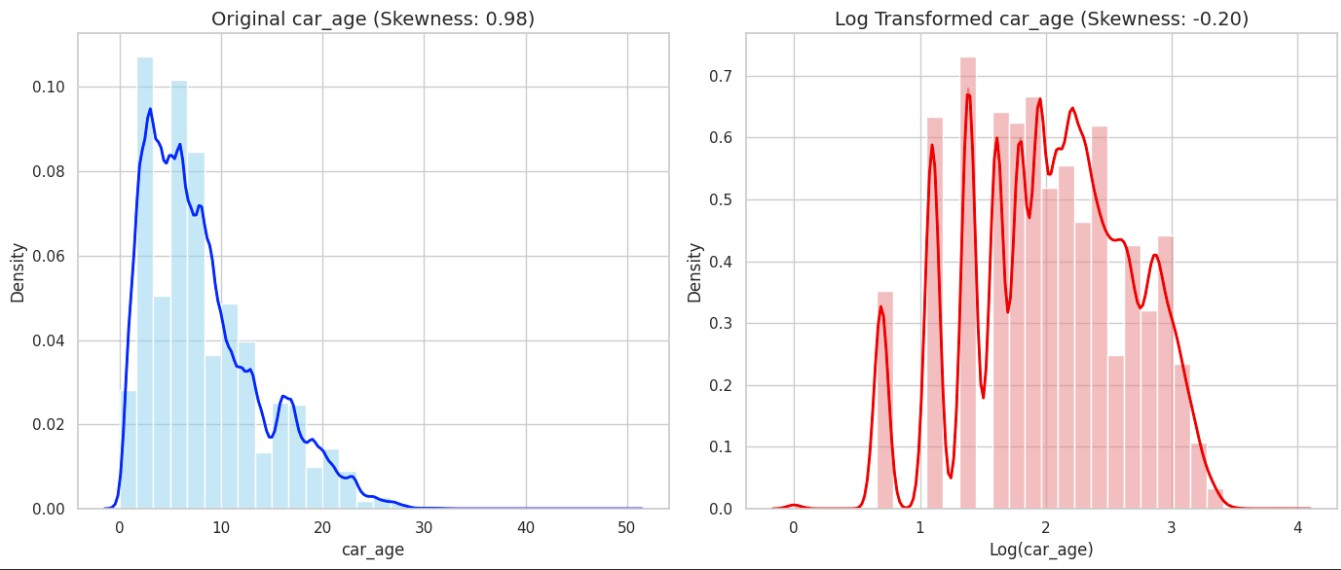 Original car_age (Skewness: 0.98)
Density
0.10
0.08
0.06
0.04
0.02
0.00
0 10 20 30 40 50
car_age
Log Transformed car_age (Skewness: -0.20)
Density
0.7
0.6
0.5
0.4
0.3
0.2
0.1
0.0
0 1 2 3 4
Log(car_age)